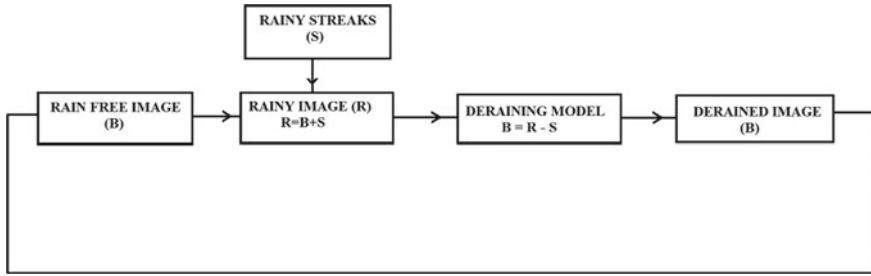 RAINY STREAKS
(S)
RAIN FREE IMAGE
(B)
RAINY IMAGE (R)
R=B+S
DERAINING MODEL
B = R - S
DERAINED IMAGE
(B)